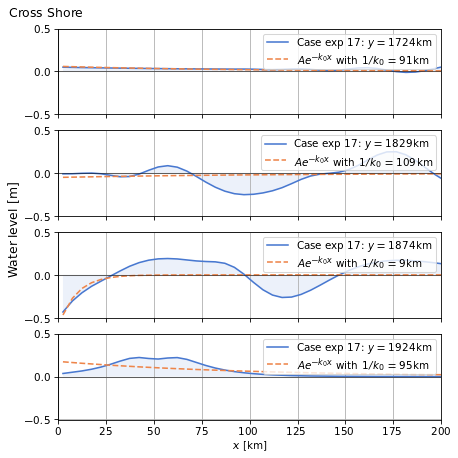 Cross Shore
0.5
0.0
−0.5
Case exp 17: y = 1724km
Ae^{−k₀x} with 1/k₀ = 91km
0.5
0.0
−0.5
Case exp 17: y = 1829km
Ae^{−k₀x} with 1/k₀ = 109km
Water level [m]
0.5
0.0
−0.5
Case exp 17: y = 1874km
Ae^{−k₀x} with 1/k₀ = 9km
0.5
0.0
−0.5
Case exp 17: y = 1924km
Ae^{−k₀x} with 1/k₀ = 95km
0 25 50 75 100 125 150 175 200
x [km]